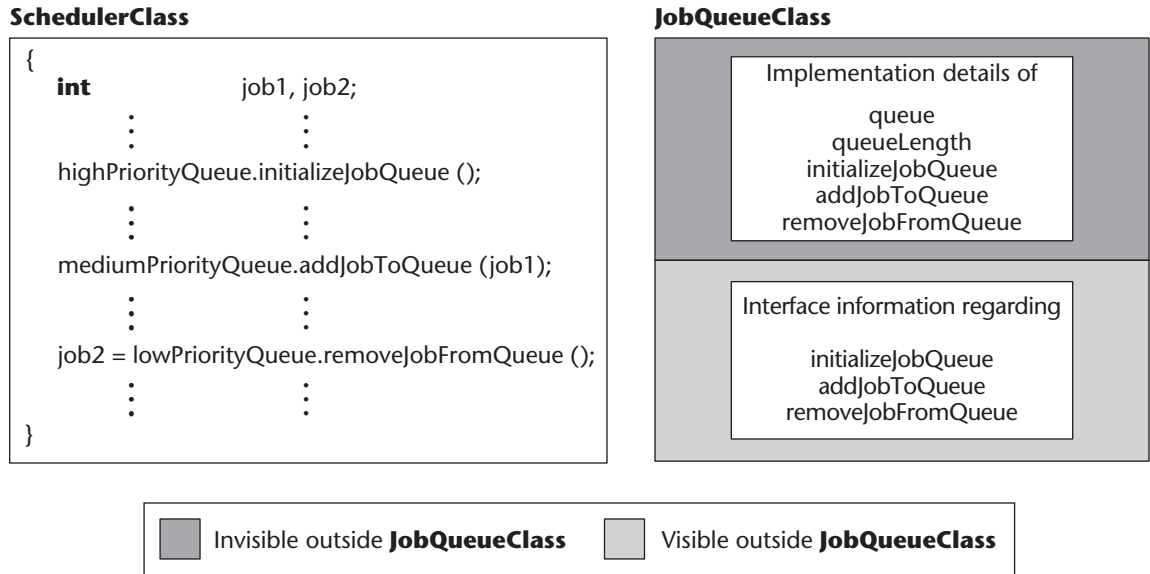 SchedulerClass
{
int job1, job2;
highPriorityQueue.initializeJobQueue ();
mediumPriorityQueue.addJobToQueue (job1);
job2 = lowPriorityQueue.removeJobFromQueue ();
}
JobQueueClass
Implementation details of
queue
queueLength
initializeJobQueue
addJobToQueue
removeJobFromQueue
Interface information regarding
initializeJobQueue
addJobToQueue
removeJobFromQueue
Invisible outside JobQueueClass
Visible outside JobQueueClass